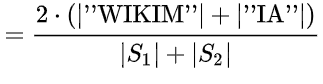 = 2 · (|”WIKIM”| + |”IA”|)
|S1| + |S2|